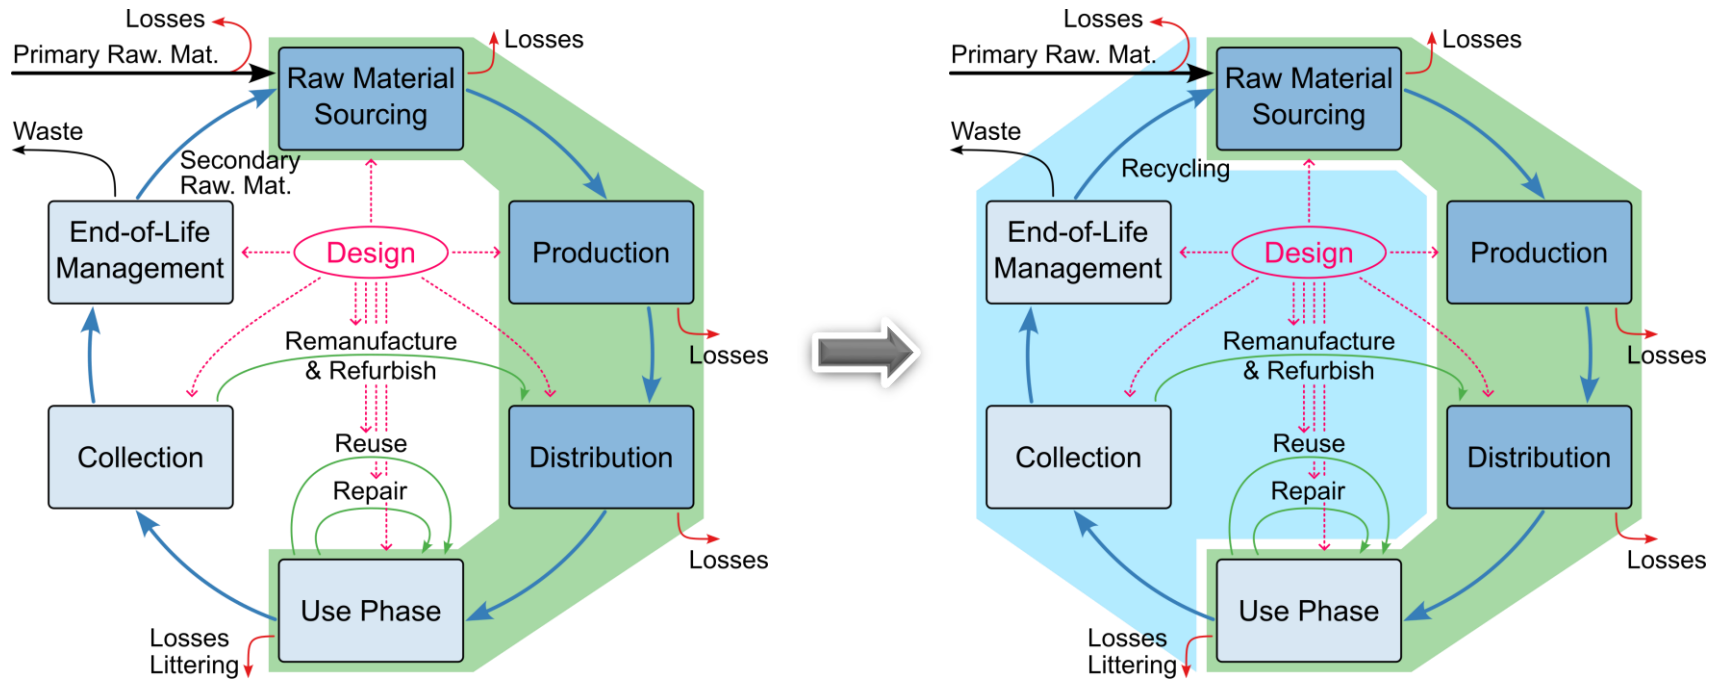 Losses
Primary Raw. Mat.
Losses
Raw Material
Sourcing
Waste
Secondary
Raw. Mat.
End-of-Life
Management
Design
Production
Remanufacture
& Refurbish
Losses
Collection
Reuse
Distribution
Repair
Losses
Use Phase
Losses
Littering
Losses
Primary Raw. Mat.
Losses
Raw Material
Sourcing
Waste
Recycling
End-of-Life
Management
Design
Production
Remanufacture
& Refurbish
Losses
Collection
Reuse
Distribution
Repair
Losses
Use Phase
Losses
Littering